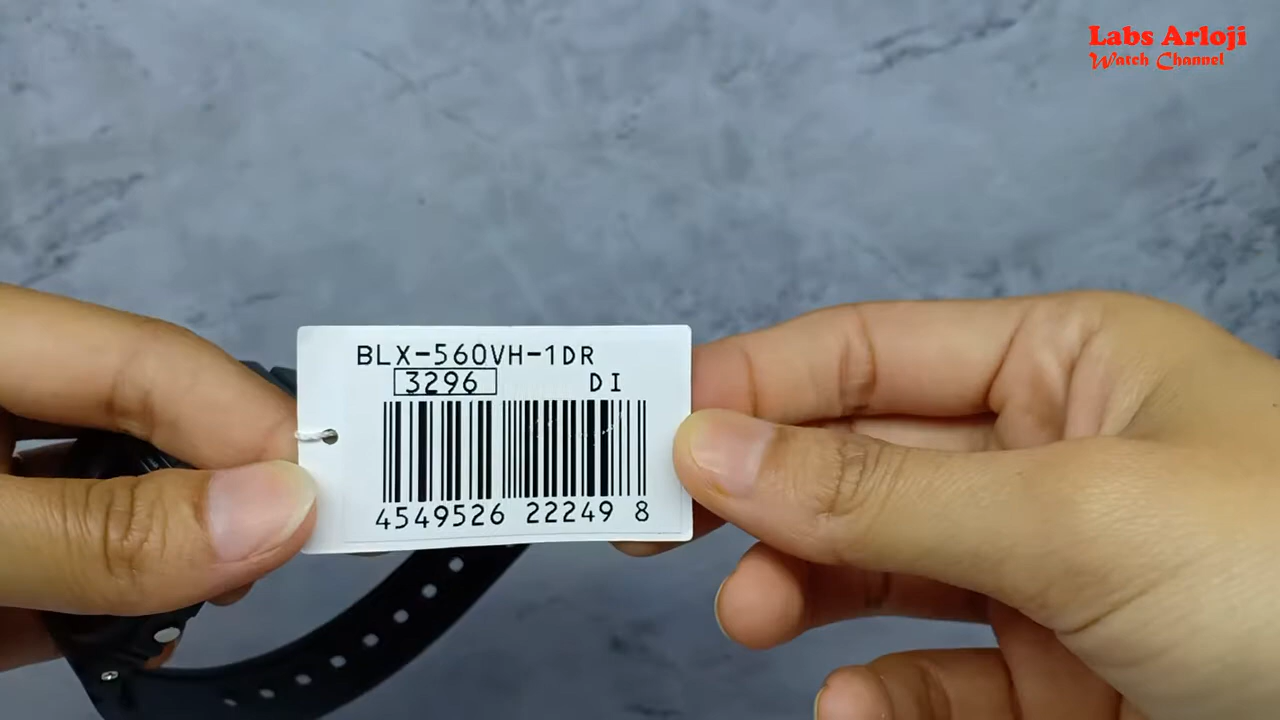 Labs Arloji
Watch Channel
BLX-560VH-1DR
3296 DI
4549526 22249 8